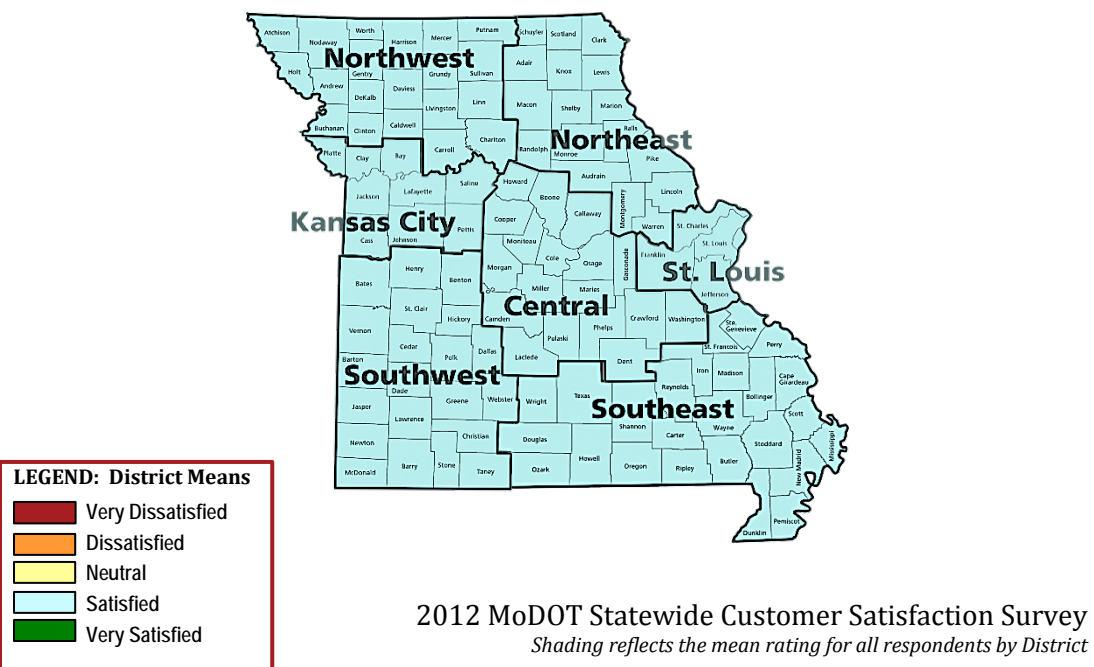 Atchison
Nodaway
Worth
Harrison
Mercer
Putnam
Schuyler
Scotland
Clark
Northwest
Holt
Gentry
Grundy
Sullivan
Adair
Knox
Lewis
Andrew
DeKalb
Daviess
Livingston
Linn
Macon
Shelby
Marion
Buchanan
Clinton
Caldwell
Chariton
Ralls
Northeast
Platte
Clay
Ray
Carroll
Randolph
Monroe
Pike
Audrain
Jackson
Lafayette
Saline
Howard
Boone
Callaway
Montgomery
Lincoln
Kansas City
Cass
Johnson
Pettis
Cooper
Moniteau
Cole
Osage
Gasconade
Warren
St. Charles
Franklin
St. Louis
St. Louis
Jefferson
Bates
Henry
Benton
Morgan
Miller
Maries
Central
St. Clair
Hickory
Camden
Pulaski
Phelps
Crawford
Washington
Ste.
Genevieve
Vernon
Cedar
Polk
Dallas
Laclede
Dent
St. Francois
Perry
Barton
Southwest
Dade
Greene
Webster
Wright
Texas
Reynolds
Iron
Madison
Cape
Girardeau
Bollinger
Southeast
Jasper
Lawrence
Shannon
Wayne
Scott
Newton
Christian
Douglas
Carter
Stoddard
Mississippi
McDonald
Barry
Stone
Taney
Ozark
Howell
Oregon
Ripley
Butler
New Madrid
Dunklin
Pemiscot
LEGEND: District Means
Very Dissatisfied
Dissatisfied
Neutral
Satisfied
Very Satisfied
2012 MoDOT Statewide Customer Satisfaction Survey
Shading reflects the mean rating for all respondents by District